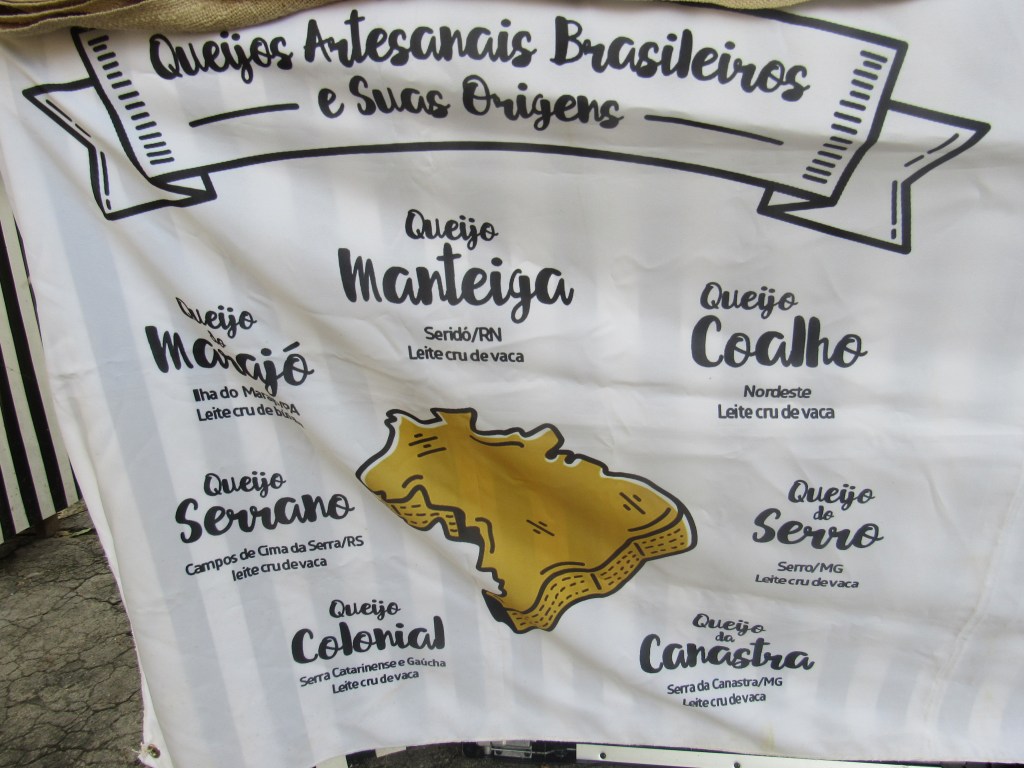 Queijos Artesanais Brasileiros
e Suas Origens
Queijo
Manteiga
Seridó/RN
Leite cru de vaca
Queijo
Coalho
Nordeste
Leite cru de vaca
Queijo
do
Marajó
Ilha do
Leite cru de
Queijo
Serrano
Campos de Cima da Serra/RS
leite cru de vaca
Queijo
do
Serro
Serro/MG
Leite cru de vaca
Queijo
Colonial
Serra Catarinense e Gaúcha
Leite cru de vaca
Queijo
da
Canastra
Serra da Canastra/MG
Leite cru de vaca